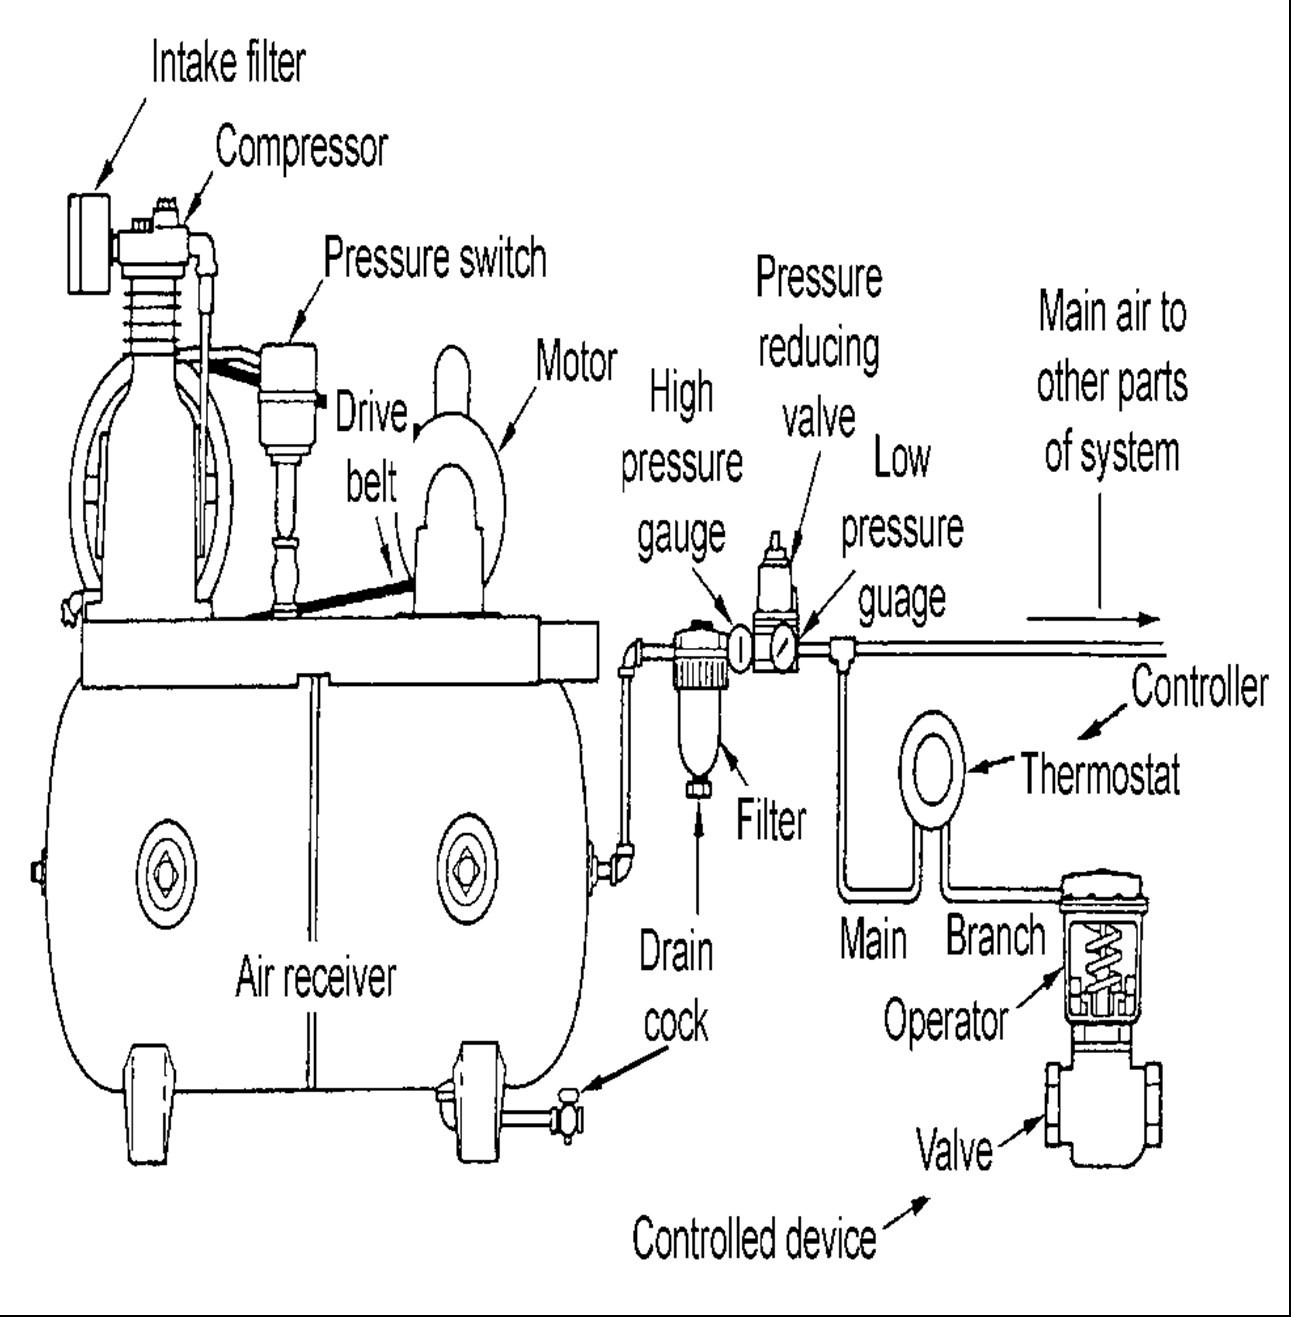 Intake filter
Compressor
Pressure switch
Motor
Drive
belt
High
pressure
gauge
Pressure
reducing
valve
Low
pressure
guage
Main air to
other parts
of system
Controller
Thermostat
Filter
Drain
cock
Main
Branch
Operator
Air receiver
Valve
Controlled device